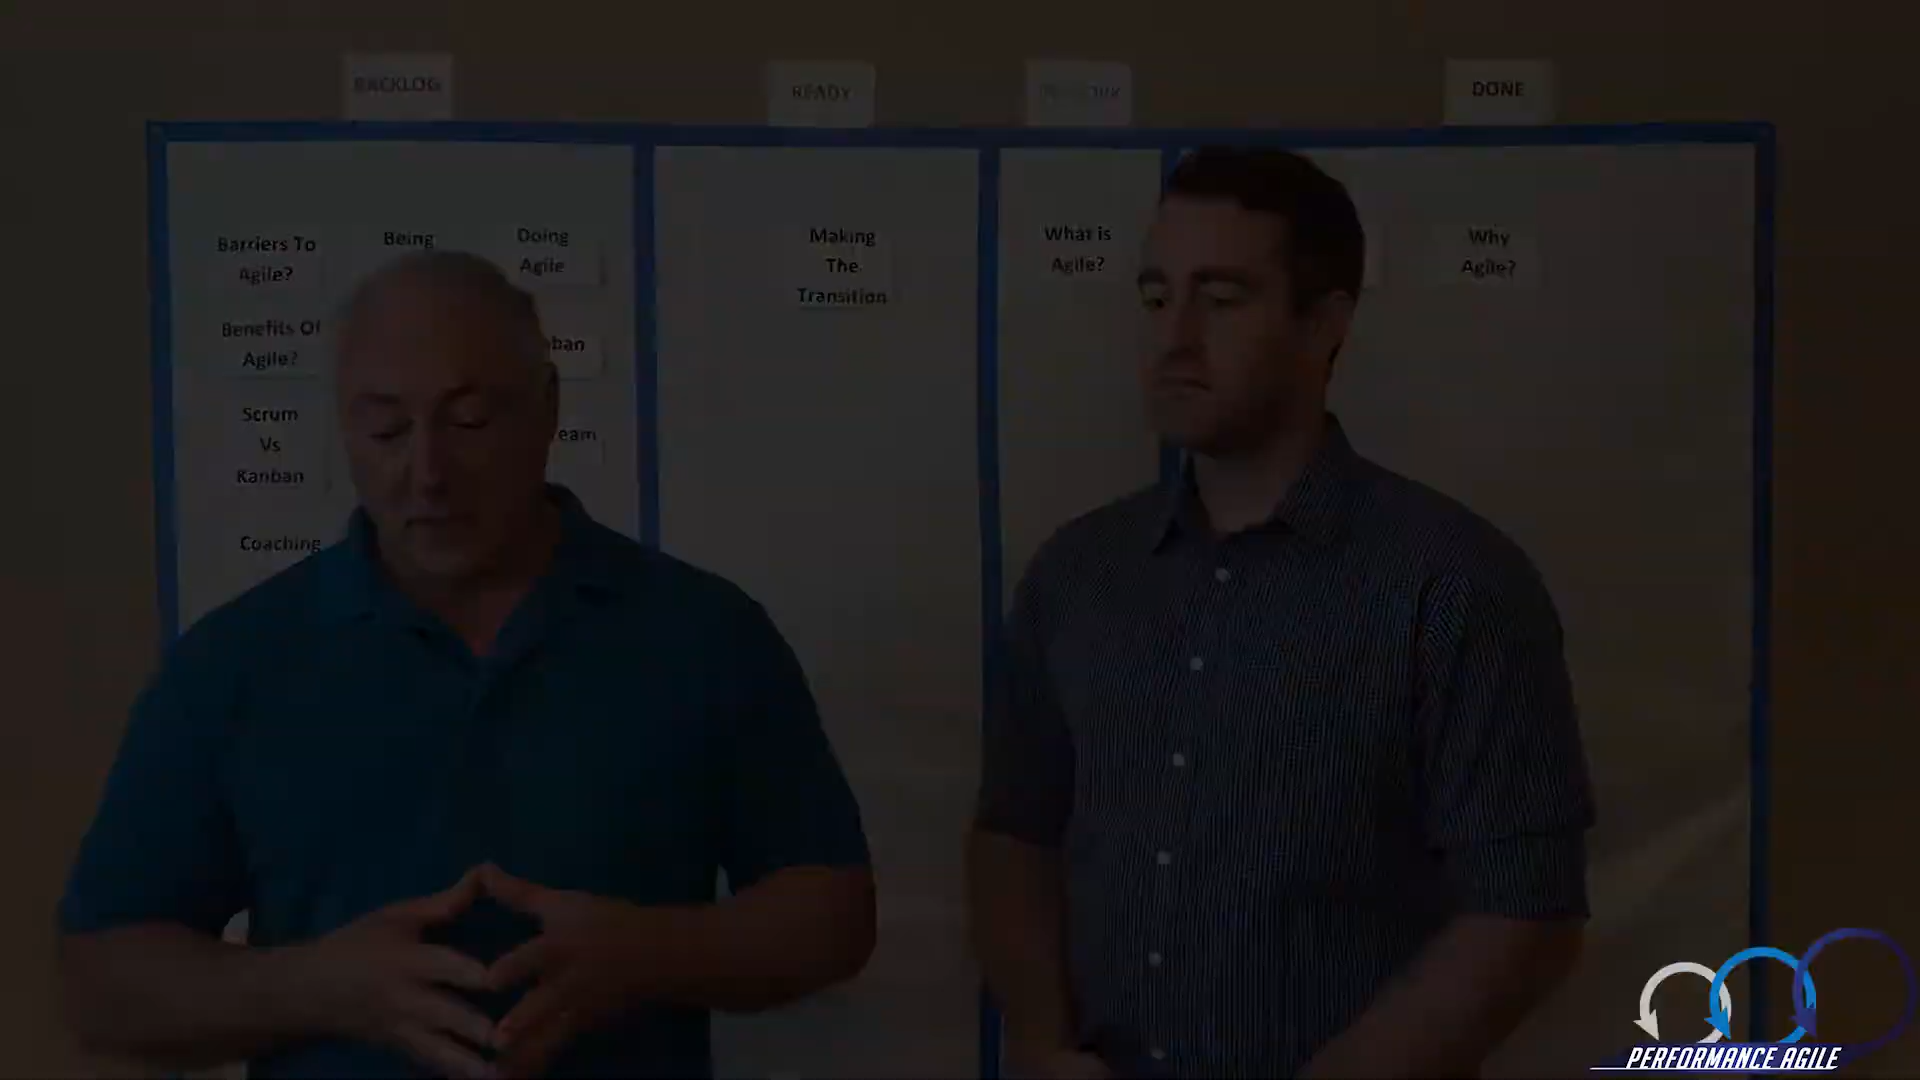 BACKLOG
READY
DONE
Barriers To
Agile?
Being
Doing
Agile
Benefits Of
Agile?
Scrum
Vs
Kanban
Coaching
Making
The
Transition
What is
Agile?
Why
Agile?
PERFORMANCE AGILE